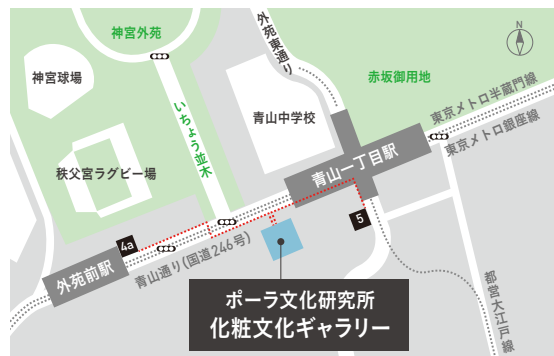 神宮外苑
外苑東通り
N
神宮球場
赤坂御用地
いちょう並木
青山中学校
東京メトロ半蔵門線
東京メトロ銀座線
秩父宮ラグビー場
青山一丁目駅
4a
5
青山通り(国道246号)
外苑前駅
都営大江戸線
ポーラ文化研究所
化粧文化ギャラリー